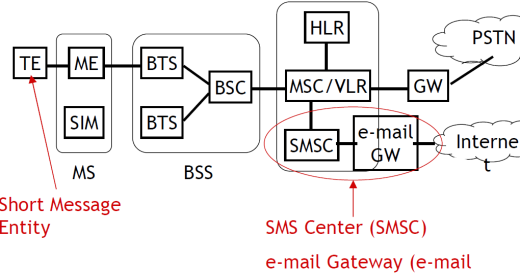 HLR
PSTN
TE
ME
BTS
BSC
MSC/VLR
GW
SIM
BTS
SMSC
e-mail
GW
Interne
t
MS
BSS
Short Message
Entity
SMS Center (SMSC)
e-mail Gateway (e-mail